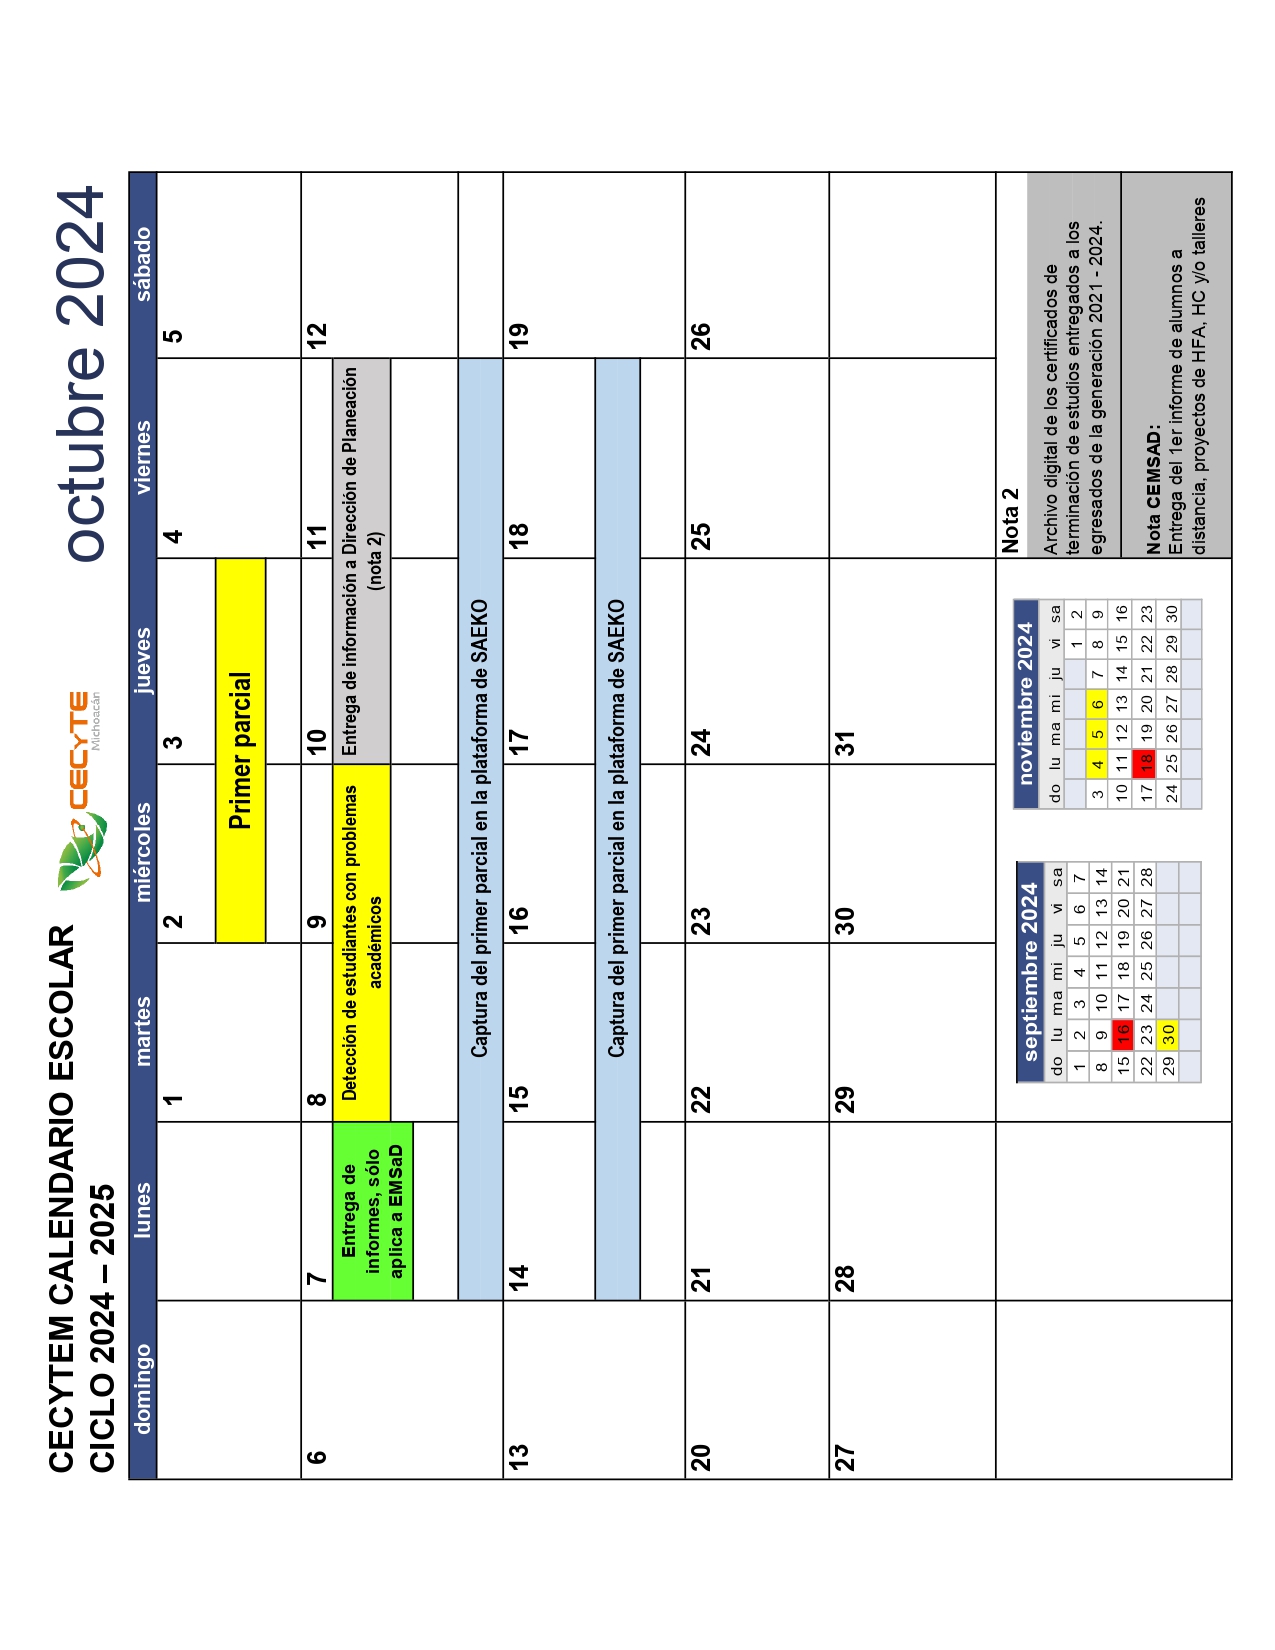 CECYTEM CALENDARIO ESCOLAR
CICLO 2024 – 2025
CECyTE
Michoacán
octubre 2024
domingo lunes martes miércoles jueves viernes sábado
1 2 3 4 5
Primer parcial
6 7 8 9 10 11 12
Entrega de
informes, sólo
aplica a EMSaD
Detección de estudiantes con problemas
académicos
Entrega de información a Dirección de Planeación
(nota 2)
Captura del primer parcial en la plataforma de SAEKO
13 14 15 16 17 18 19
Captura del primer parcial en la plataforma de SAEKO
20 21 22 23 24 25 26
27 28 29 30 31
septiembre 2024
do lu ma mi ju vi sa
1 2 3 4 5 6 7
8 9 10 11 12 13 14
15 16 17 18 19 20 21
22 23 24 25 26 27 28
29 30
noviembre 2024
do lu ma mi ju vi sa
1 2
3 4 5 6 7 8 9
10 11 12 13 14 15 16
17 18 19 20 21 22 23
24 25 26 27 28 29 30
Nota 2
Archivo digital de los certificados de
terminación de estudios entregados a los
egresados de la generación 2021 - 2024.
Nota CEMSAD:
Entrega del 1er informe de alumnos a
distancia, proyectos de HFA, HC y/o talleres